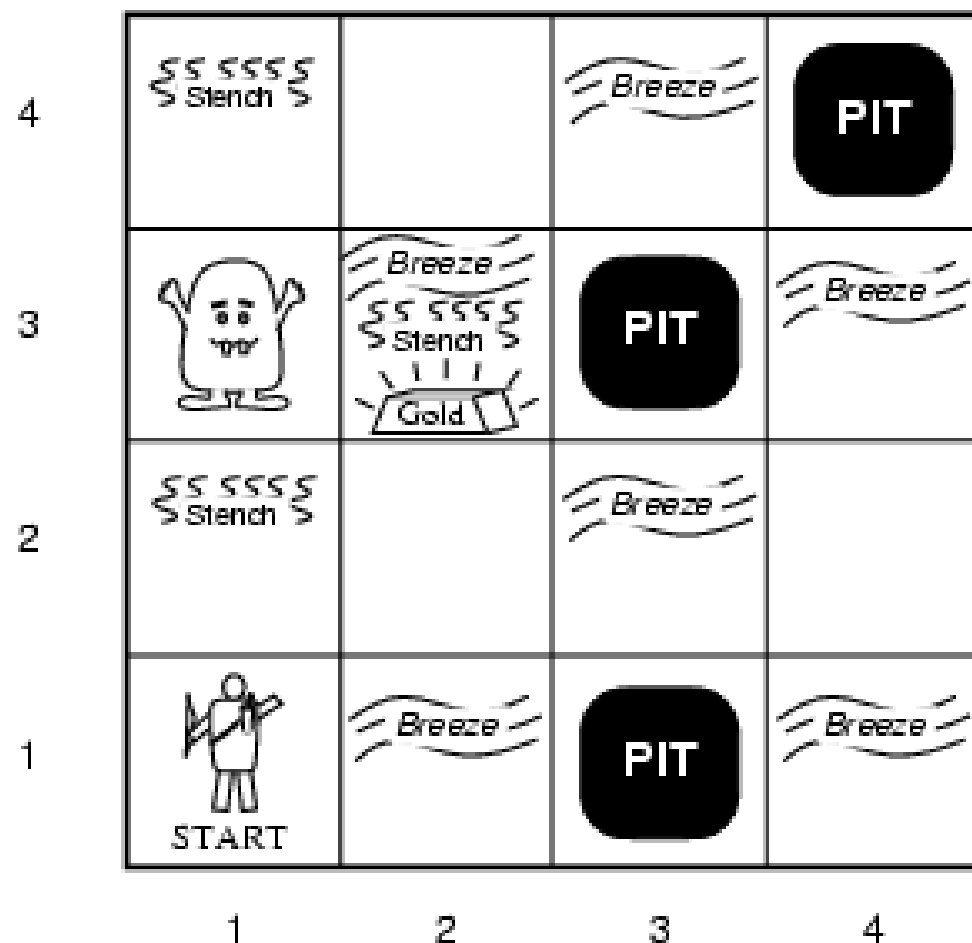 4
Stench
Breeze
PIT
3
Breeze
Stench
Gold
PIT
Breeze
2
Stench
Breeze
1
START
Breeze
PIT
Breeze
1 2 3 4